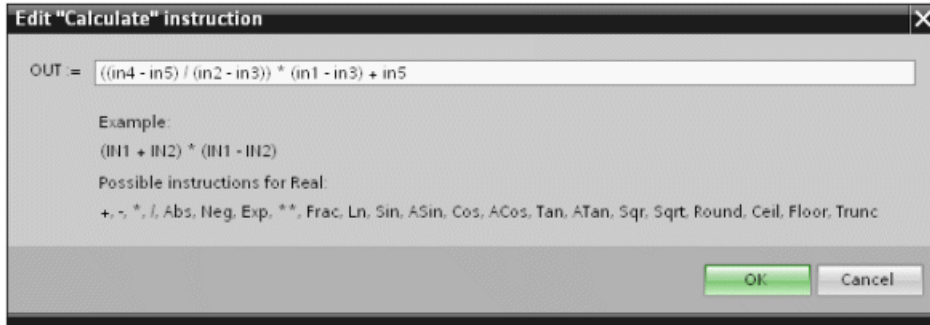 Edit "Calculate" instruction
OUT := ((in4 - in5) / (in2 - in3)) * (in1 - in3) + in5
Example:
(IN1 + IN2) * (IN1 - IN2)
Possible instructions for Real:
+, -, *, /, Abs, Neg, Exp, **, Frac, Ln, Sin, ASin, Cos, ACos, Tan, ATan, Sqr, Sqrt, Round, Ceil, Floor, Trunc
OK Cancel